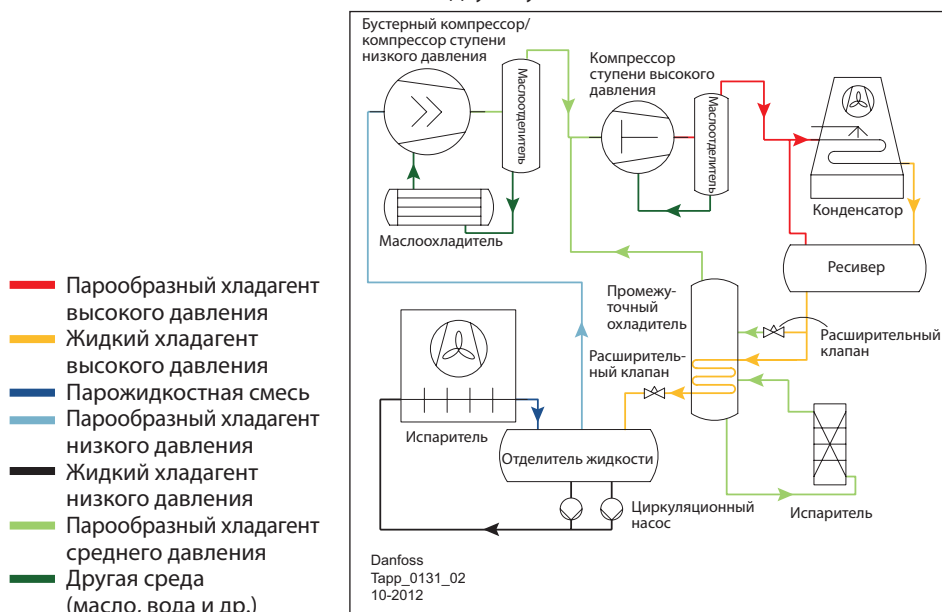 Бустерный компрессор/
компрессор ступени
низкого давления
Маслоотделитель
Маслоохладитель
Компрессор
ступени высокого
давления
Маслоотделитель
Конденсатор
Ресивер
Промежу-
точный
охладитель
Расширительный
клапан
Расширитель-
ный клапан
Испаритель
Отделитель жидкости
Циркуляционный
насос
Испаритель
Danfoss
Tapp_0131_02
10-2012
Парообразный хладагент
высокого давления
Жидкий хладагент
высокого давления
Парожидкостная смесь
Парообразный хладагент
низкого давления
Жидкий хладагент
низкого давления
Парообразный хладагент
среднего давления
Другая среда
(масло, вода и др.)